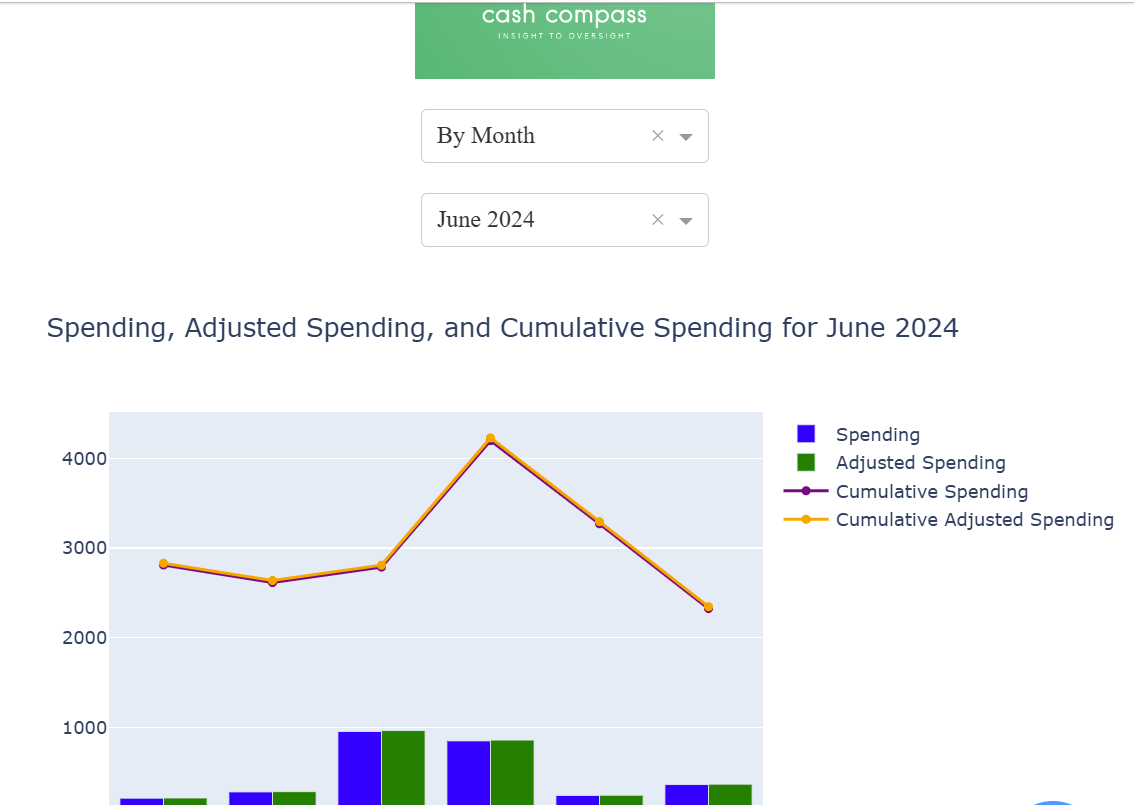 cash compass
INSIGHT TO OVERSIGHT
By Month
June 2024
Spending, Adjusted Spending, and Cumulative Spending for June 2024
4000
3000
2000
1000
Spending
Adjusted Spending
Cumulative Spending
Cumulative Adjusted Spending